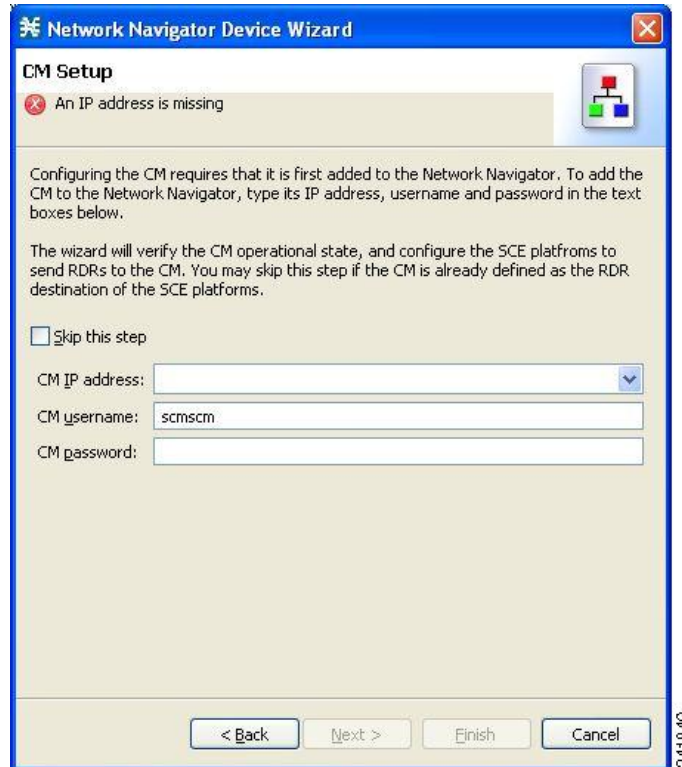 Network Navigator Device Wizard
CM Setup
An IP address is missing
Configuring the CM requires that it is first added to the Network Navigator. To add the
CM to the Network Navigator, type its IP address, username and password in the text
boxes below.
The wizard will verify the CM operational state, and configure the SCE platfroms to
send RDRs to the CM. You may skip this step if the CM is already defined as the RDR
destination of the SCE platforms.
Skip this step
CM IP address:
CM username: scmscm
CM password:
< Back Next > Finish Cancel